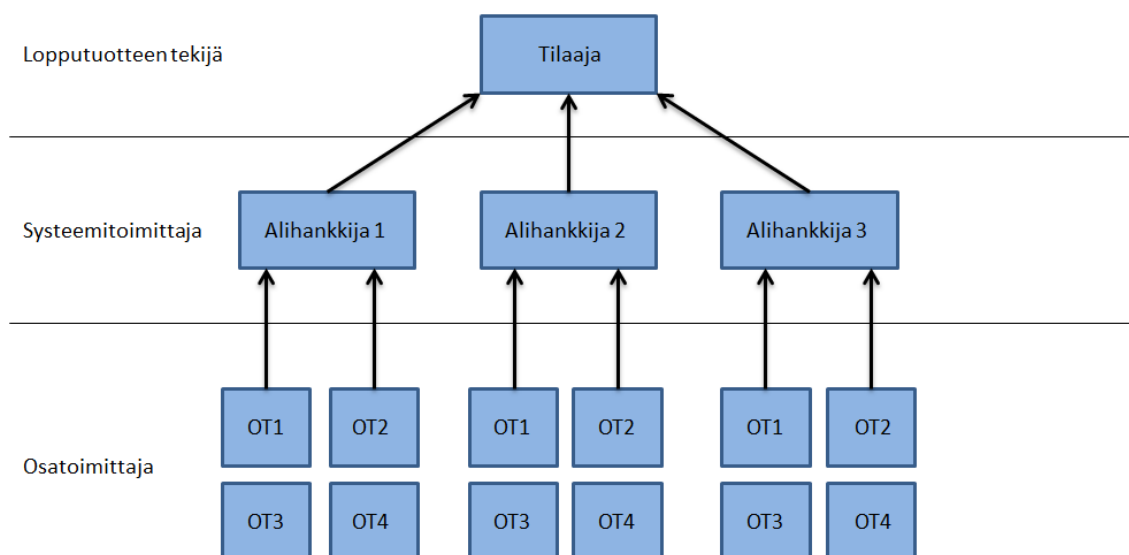 Lopputuotteen tekijä
Tilaaja
Systeemitoimittaja
Alihankkija 1
Alihankkija 2
Alihankkija 3
Osatoimittaja
OT1
OT2
OT1
OT2
OT1
OT2
OT3
OT4
OT3
OT4
OT3
OT4